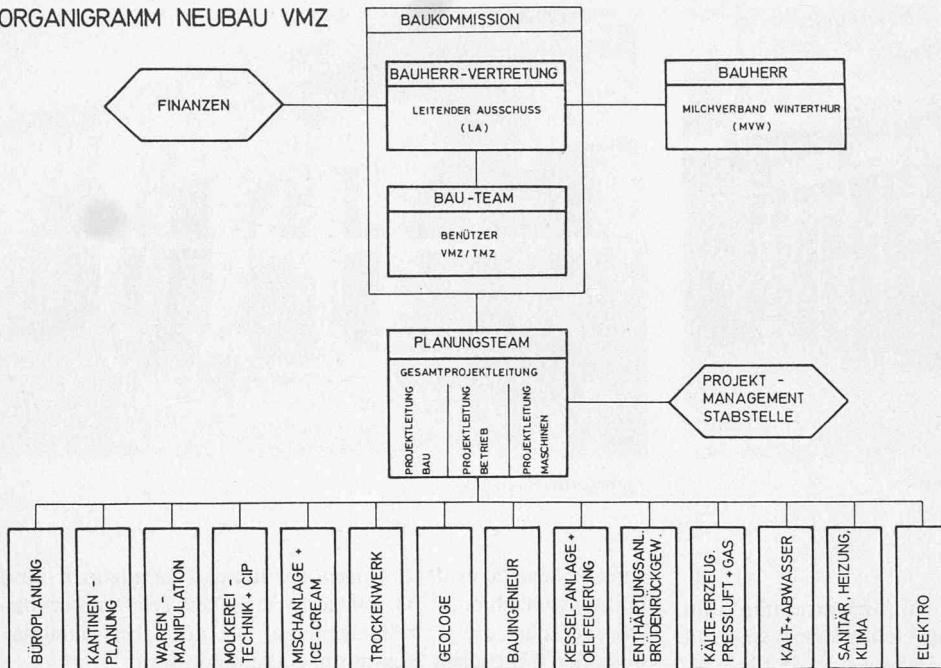 ORGANIGRAMM NEUBAU VMZ
BAUKOMMISSION
FINANZEN
BAUHERR-VERTRETUNG
LEITENDER AUSSCHUSS
(LA)
BAUHERR
MILCHVERBAND WINTERTHUR
(MVW)
BAU-TEAM
BENÜTZER
VMZ/TMZ
PLANUNGSTEAM
GESAMTPROJEKTLEITUNG
PROJEKTLEITUNG
BAU
PROJEKTLEITUNG
BETRIEB
PROJEKTLEITUNG
MASCHINEN
PROJEKT -
MANAGEMENT
STABSTELLE
BÜROPLANUNG
KANTINEN
PLANUNG
WAREN-
MANIPULATION
MOLKEREI
TECHNIK + CIP
MISCHANLAGE +
ICE-CREAM
TROCKENWERK
GEOLOGE
BAUINGENIEUR
KESSEL-ANLAGE +
OELFEUERUNG
ENTHÄRTUNGSANL.
BRÜDENRÜCKGEW.
KÄLTE-ERZEUG.
PRESSLUFT + GAS
KALT + ABWASSER
SANITÄR, HEIZUNG,
KLIMA
ELEKTRO